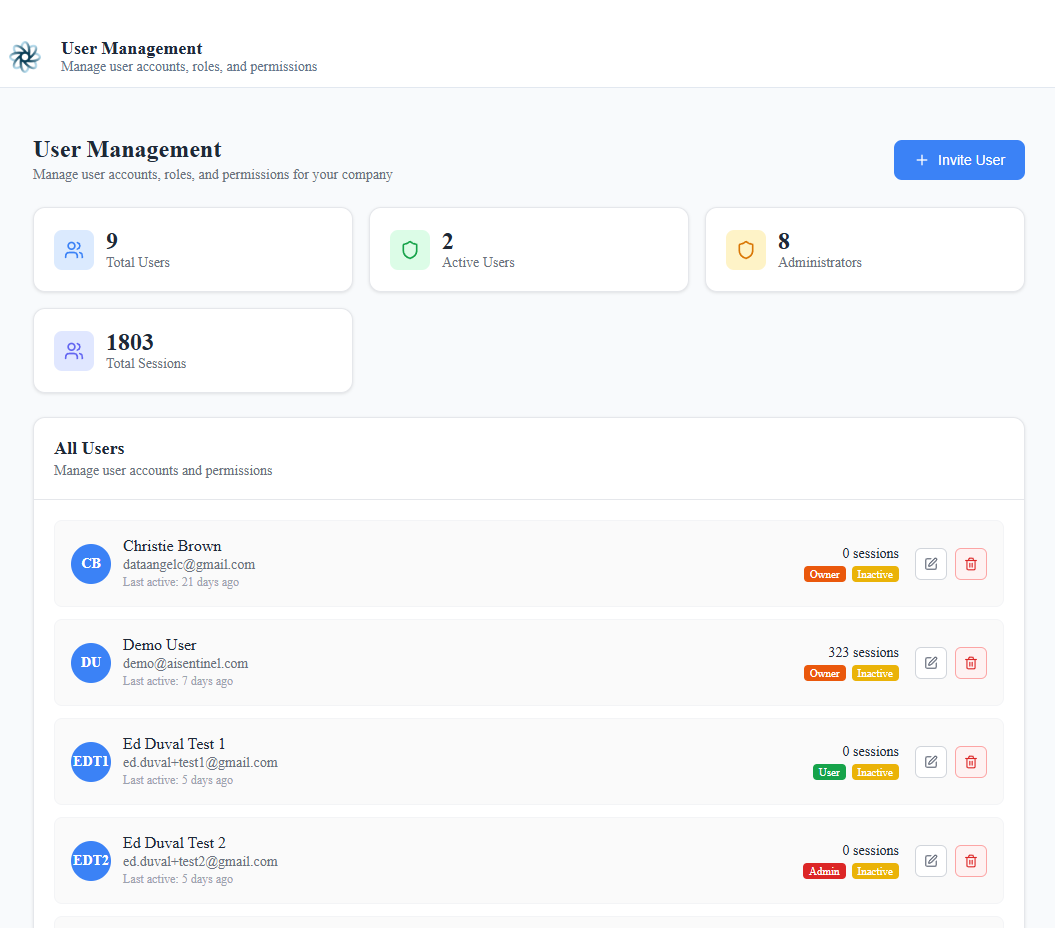 User Management
Manage user accounts, roles, and permissions
User Management
Manage user accounts, roles, and permissions for your company
Invite User
9
Total Users
2
Active Users
8
Administrators
1803
Total Sessions
All Users
Manage user accounts and permissions
CB
Christie Brown
dataangelc@gmail.com
Last active: 21 days ago
0 sessions
Owner Inactive
DU
Demo User
demo@aisentinel.com
Last active: 7 days ago
323 sessions
Owner Inactive
EDT1
Ed Duval Test 1
ed.duval+test1@gmail.com
Last active: 5 days ago
0 sessions
User Inactive
EDT2
Ed Duval Test 2
ed.duval+test2@gmail.com
Last active: 5 days ago
0 sessions
Admin Inactive